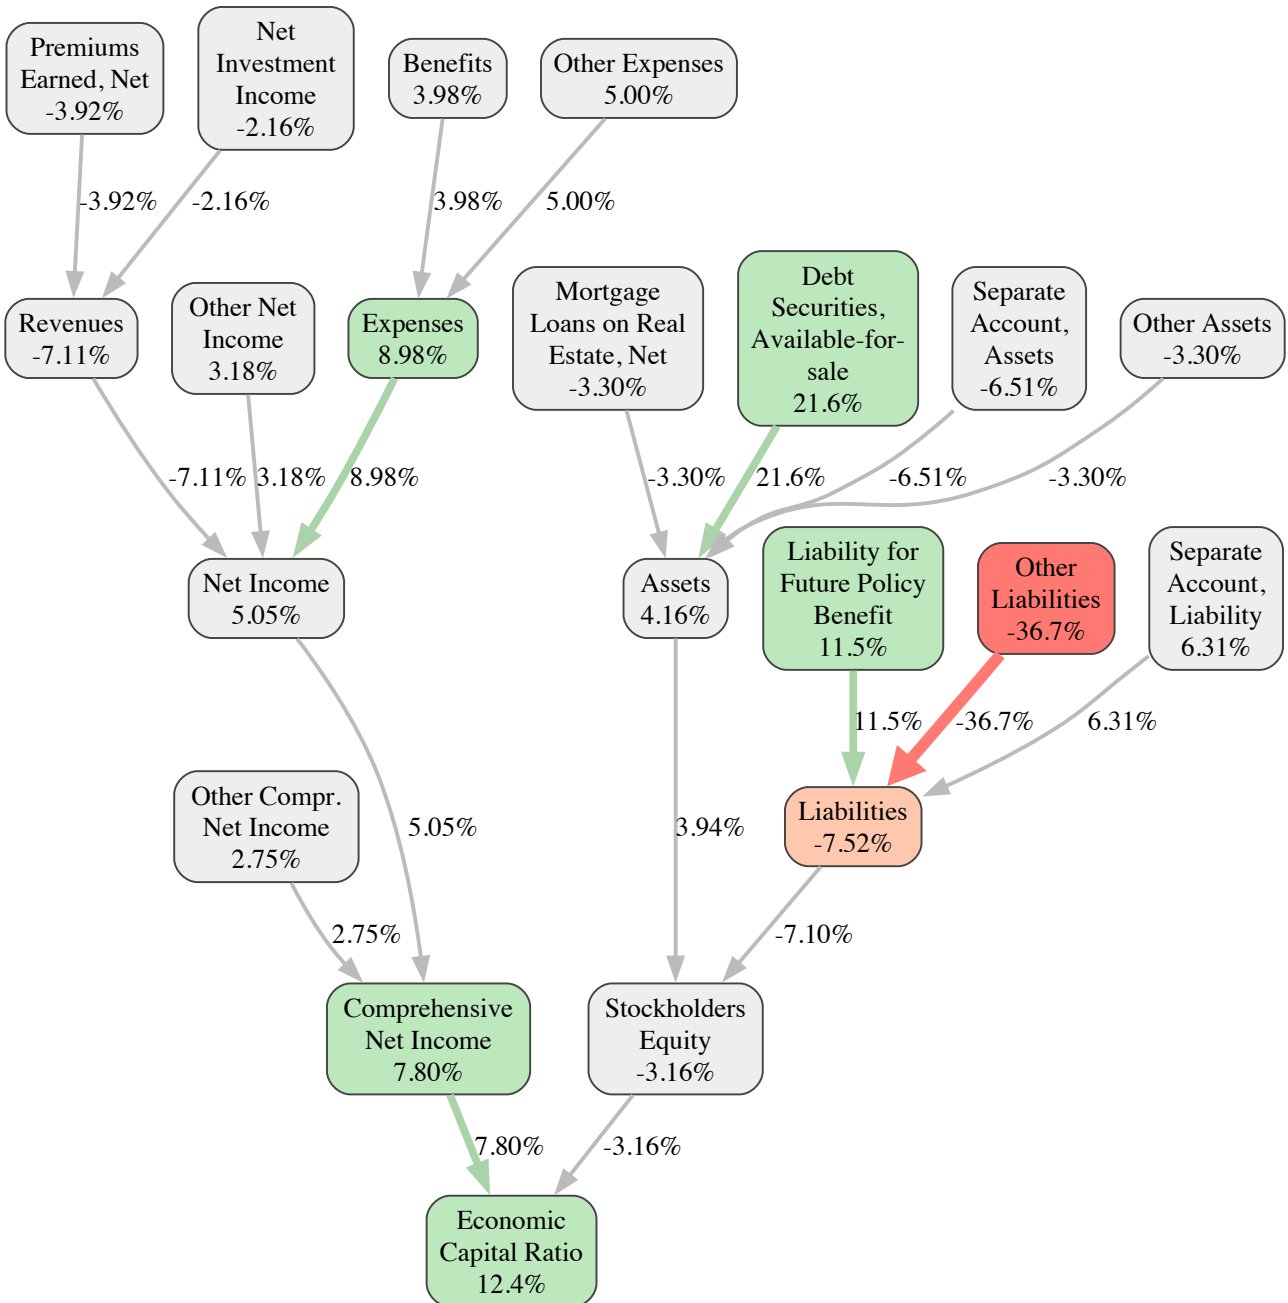 Premiums
Earned, Net
-3.92%
Net
Investment
Income
-2.16%
Benefits
3.98%
Other Expenses
5.00%
-3.92%
-2.16%
3.98%
5.00%
Revenues
-7.11%
Other Net
Income
3.18%
Expenses
8.98%
Mortgage
Loans on Real
Estate, Net
-3.30%
Debt
Securities,
Available-for-
sale
21.6%
Separate
Account,
Assets
-6.51%
Other Assets
-3.30%
-7.11%
3.18%
8.98%
-3.30%
21.6%
-6.51%
-3.30%
Net Income
5.05%
Assets
4.16%
Liability for
Future Policy
Benefit
11.5%
Other
Liabilities
-36.7%
Separate
Account,
Liability
6.31%
11.5%
-36.7%
6.31%
Other Compr.
Net Income
2.75%
5.05%
3.94%
Liabilities
-7.52%
2.75%
-7.10%
Comprehensive
Net Income
7.80%
Stockholders
Equity
-3.16%
7.80%
-3.16%
Economic
Capital Ratio
12.4%